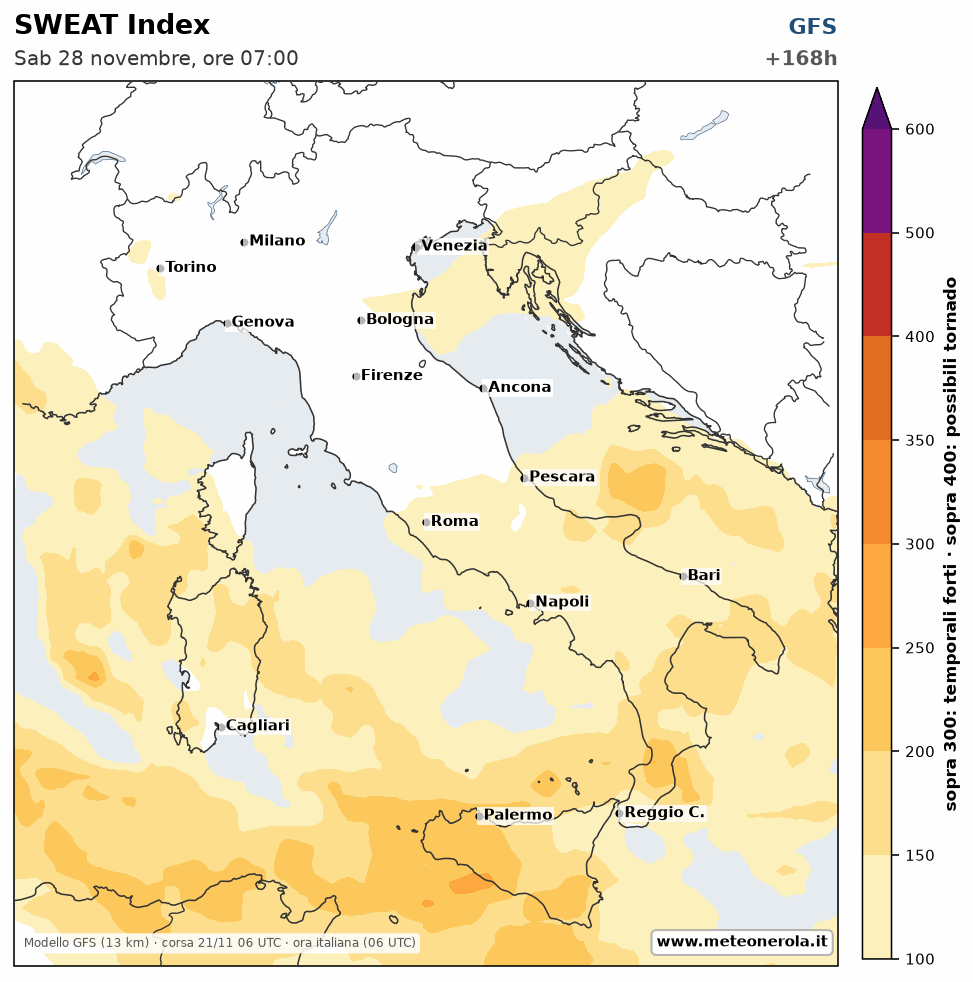 SWEAT Index
GFS
Sab 28 novembre, ore 07:00
+168h
Milano
Venezia
Torino
Genova
Bologna
Firenze
Ancona
Pescara
Roma
Bari
Napoli
Cagliari
Palermo
Reggio C.
600
500
400
350
300
250
200
150
100
sopra 300: temporali forti · sopra 400: possibili tornado
Modello GFS (13 km) · corsa 21/11 06 UTC · ora italiana (06 UTC)
www.meteonerola.it